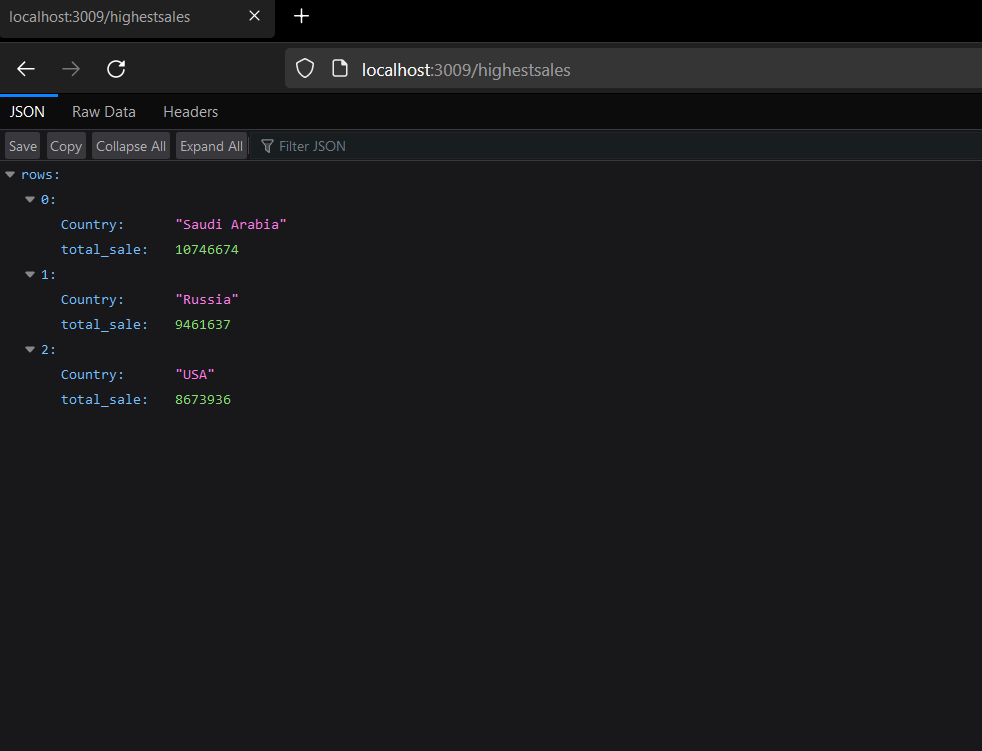 localhost:3009/highestsales
localhost:3009/highestsales
JSON Raw Data Headers
Save Copy Collapse All Expand All Filter JSON
rows:
0:
Country: "Saudi Arabia"
total_sale: 10746674
1:
Country: "Russia"
total_sale: 9461637
2:
Country: "USA"
total_sale: 8673936